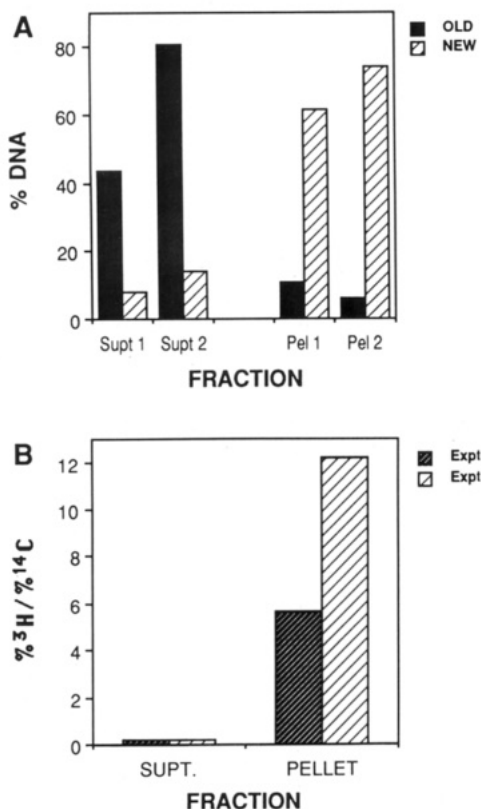 A
OLD
NEW
80
60
40
20
0
% DNA
Supt 1 Supt 2 Pel 1 Pel 2
FRACTION
B
Expt
Expt
12
10
8
6
4
2
0
%³H/%¹⁴C
SUPT. PELLET
FRACTION